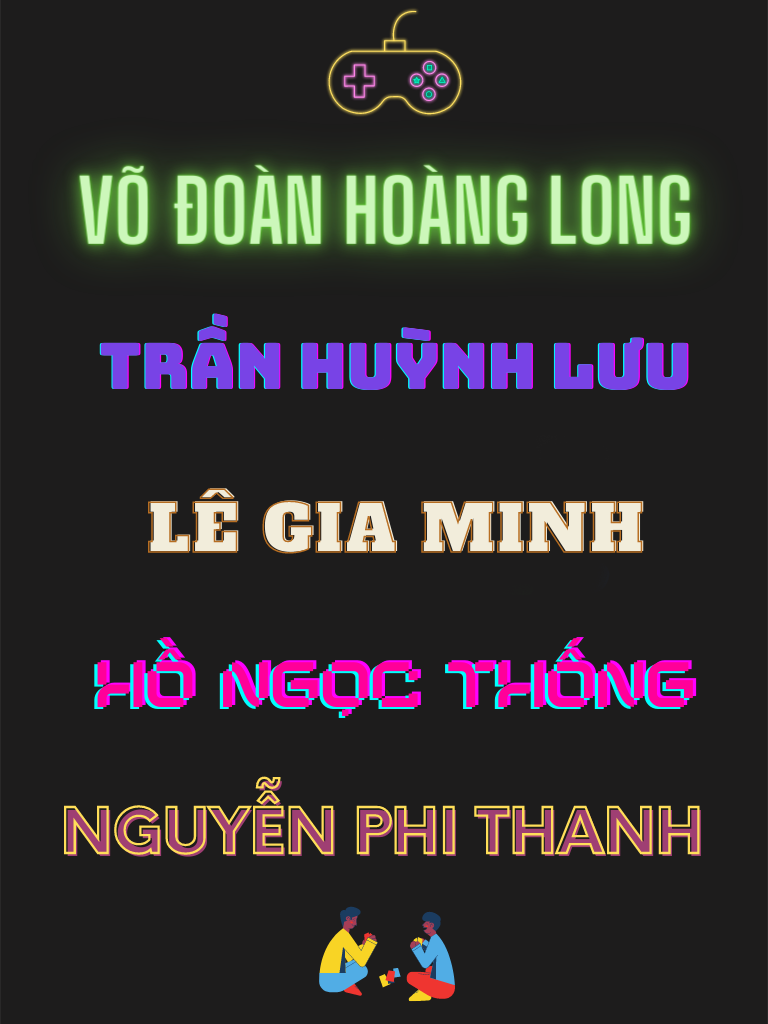 VÕ ĐOÀN HOÀNG LONG
TRẦN HUỲNH LƯU
LÊ GIA MINH
HỒ NGỌC THỐNG
NGUYỄN PHI THANH